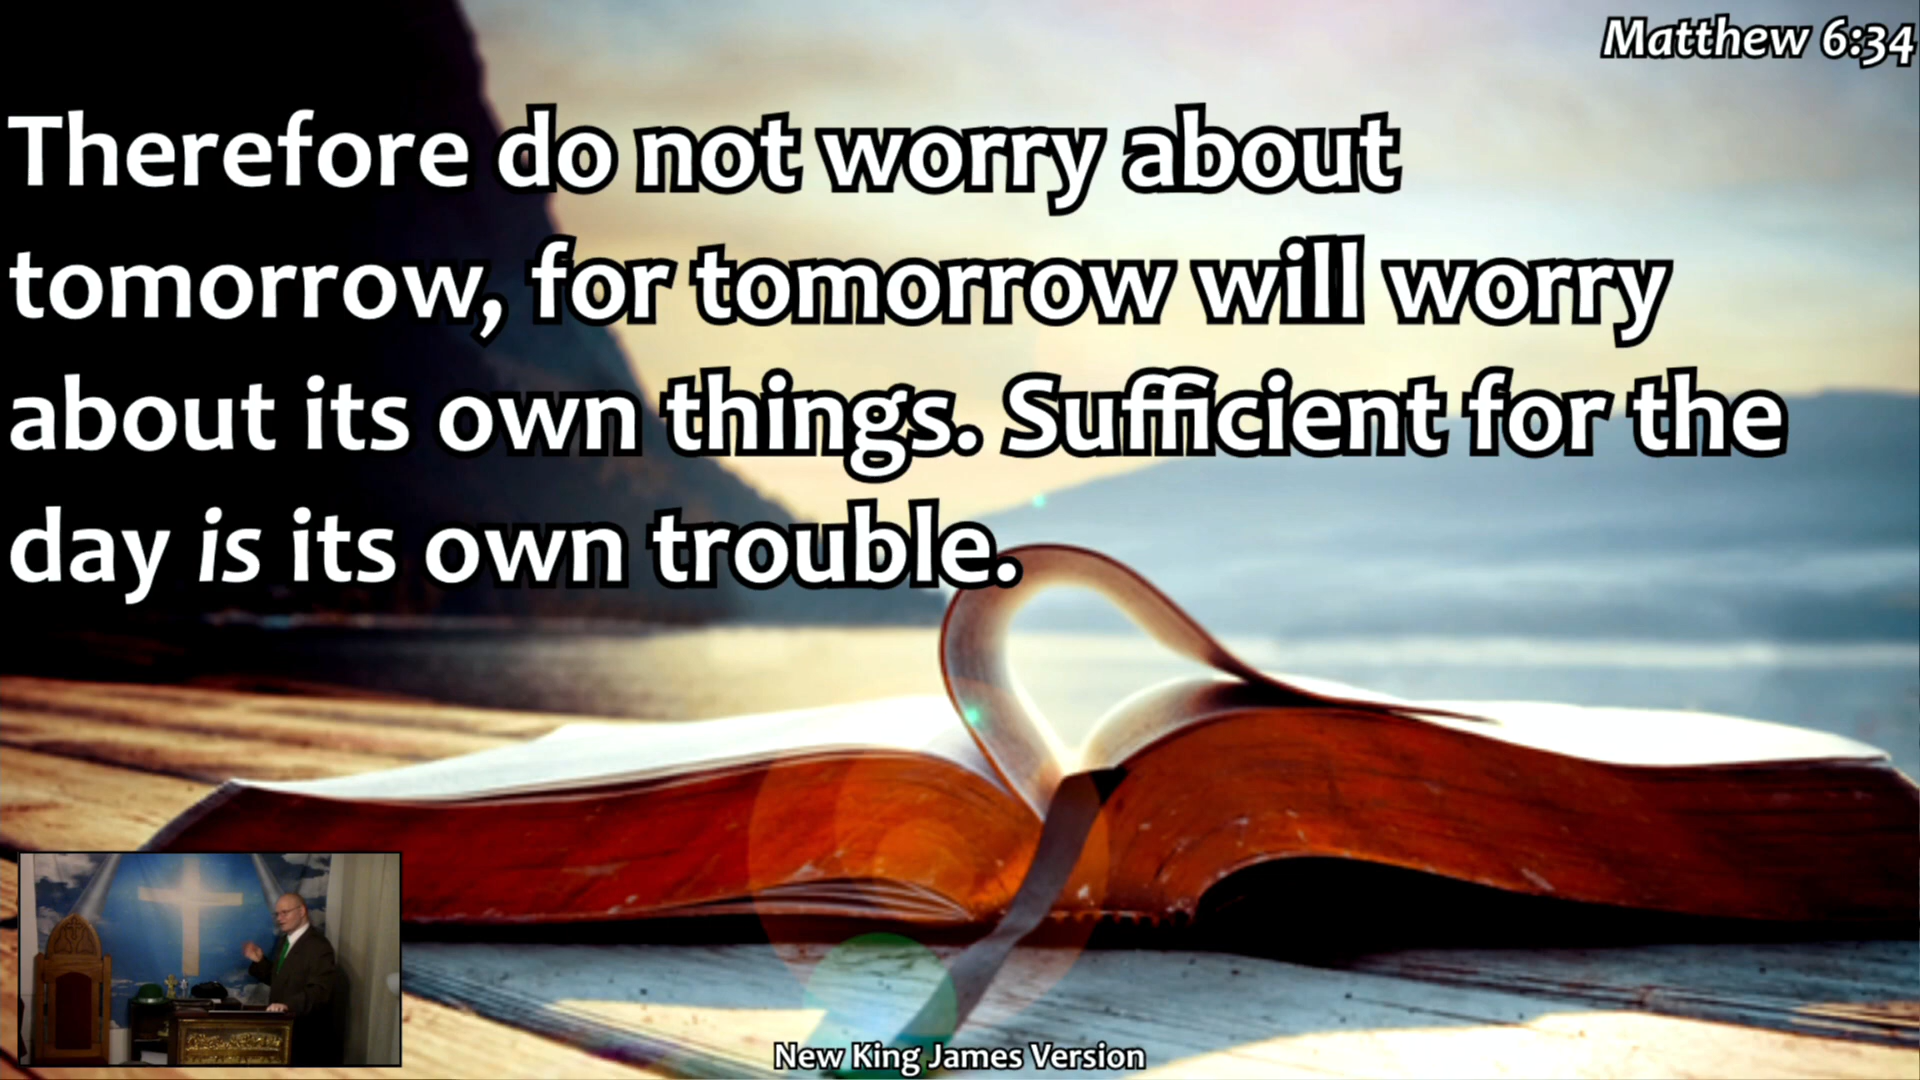 Matthew 6:34
Therefore do not worry about
tomorrow, for tomorrow will worry
about its own things. Sufficient for the
day is its own trouble.
New King James Version